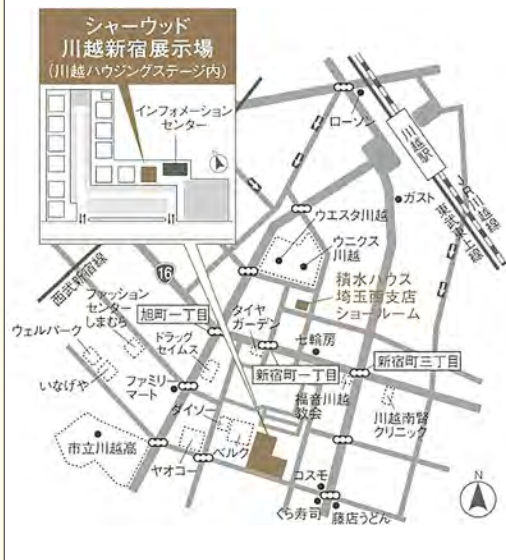 シャーウッド
川越新宿展示場
(川越ハウジングステージ内)
インフォメーション
センター
ローソン
川越駅
JR川越線
東武東上線
ガスト
ウエスタ川越
ウニクス
川越
西武新宿線
16
積水ハウス
埼玉西支店
ショールーム
ファッション
センター
しまむら
旭町一丁目
タイヤ
ガーデン
七輪房
ウェルパーク
ドラッグ
セイムス
新宿町三丁目
新宿町一丁目
いなげや
ファミリー
マート
福音川越
教会
川越南腎
クリニック
ダイソー
ベルク
市立川越高
ヤオコー
コスモ
くら寿司
藤店うどん
N